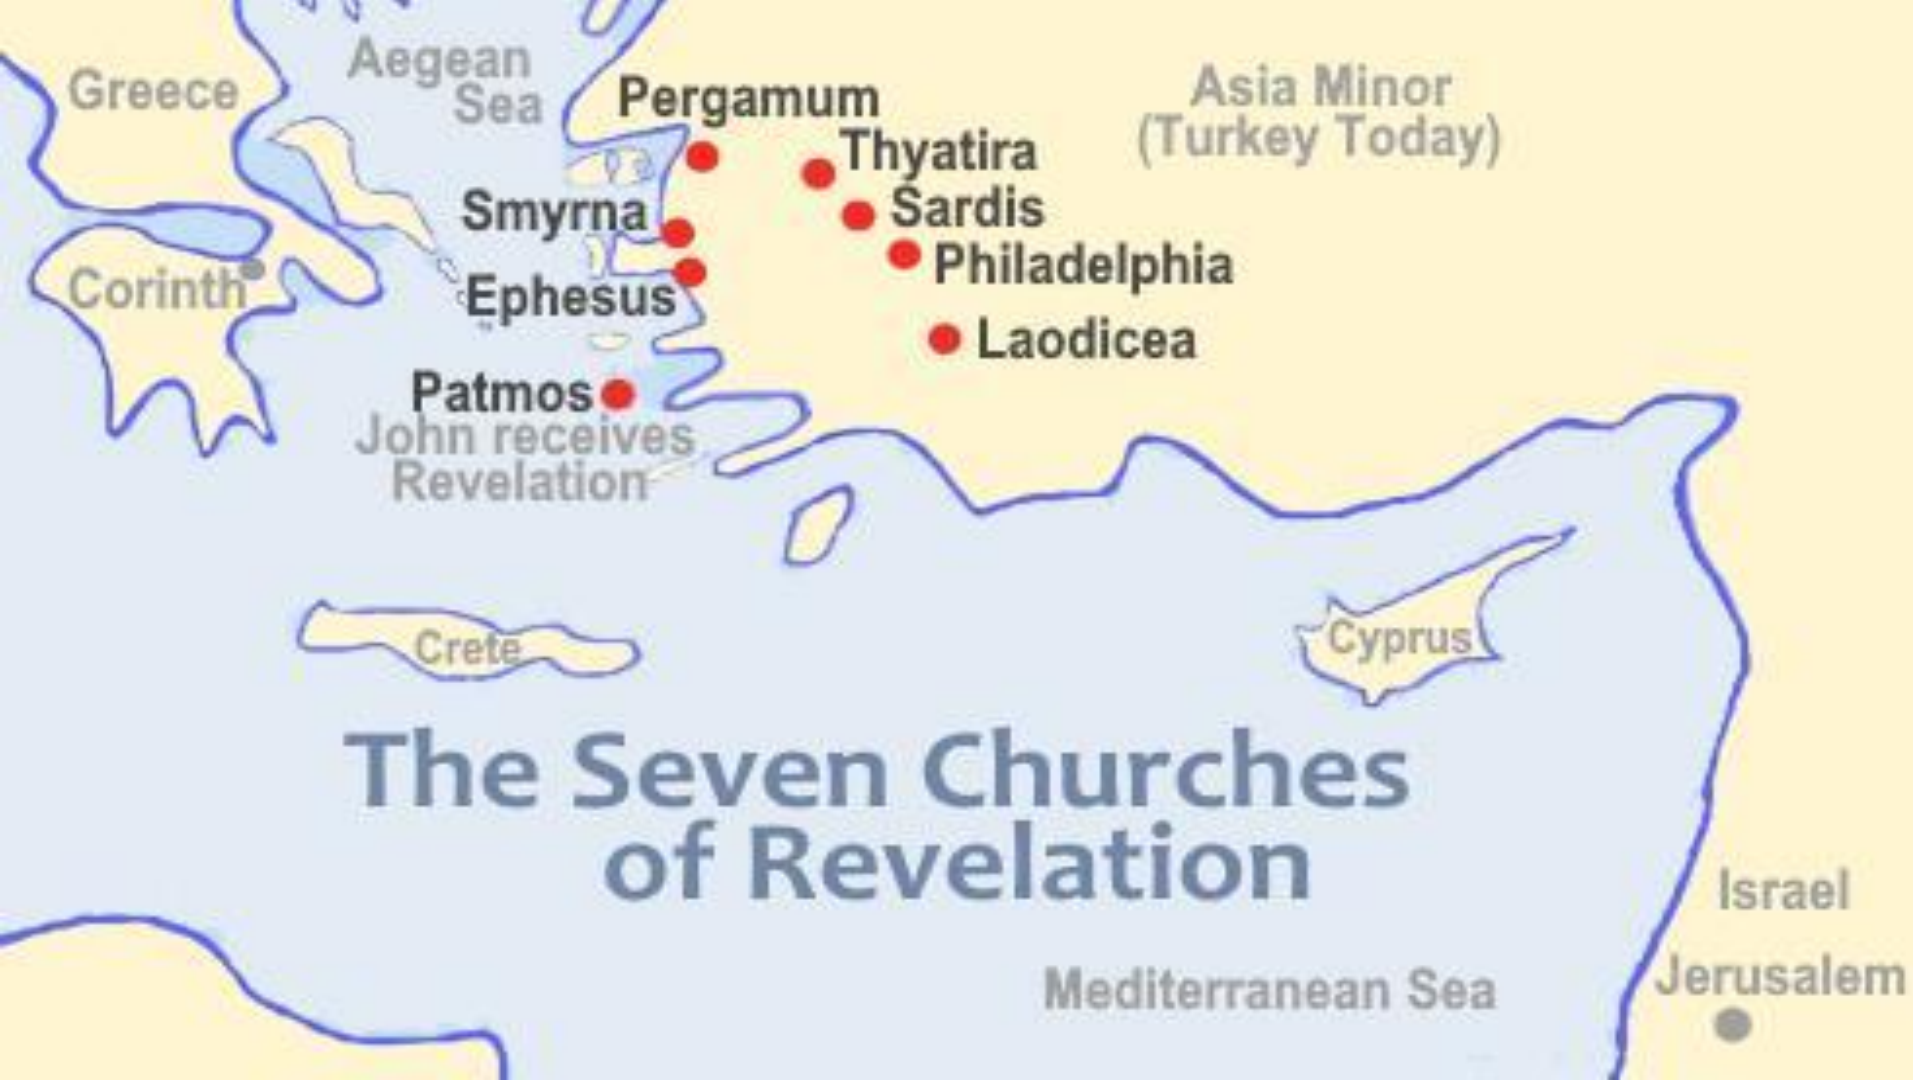 Greece
Aegean
Sea
Pergamum
Asia Minor
(Turkey Today)
Thyatira
Smyrna
Sardis
Corinth
Ephesus
Philadelphia
Laodicea
Patmos
John receives
Revelation
Crete
Cyprus
The Seven Churches
of Revelation
Israel
Jerusalem
Mediterranean Sea